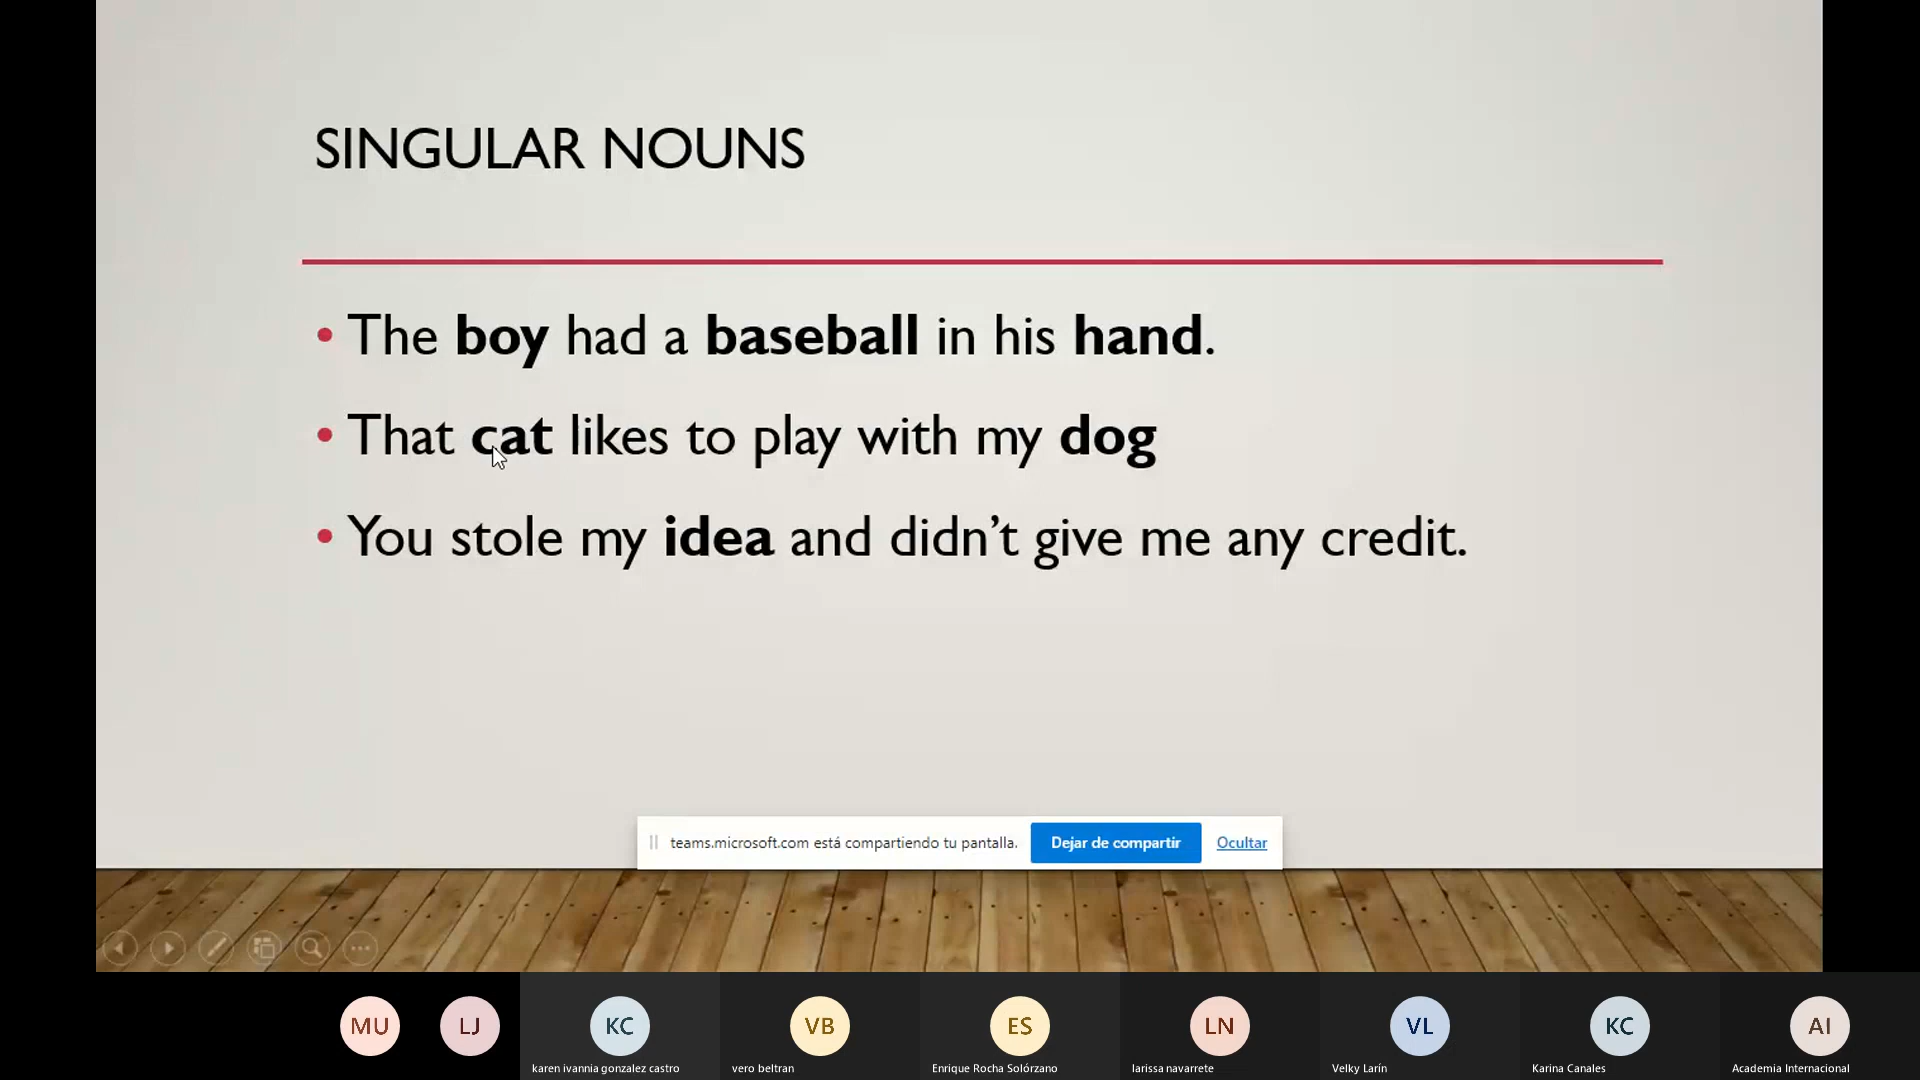 SINGULAR NOUNS
• The boy had a baseball in his hand.
• That cat likes to play with my dog
• You stole my idea and didn’t give me any credit.
teams.microsoft.com está compartiendo tu pantalla. Dejar de compartir Ocultar
MU LJ KC VB ES LN VL KC AI
karen ivannia gonzalez castro vero beltran Enrique Rocha Solórzano larissa navarrete Velky Larín Karina Canales Academia Internacional